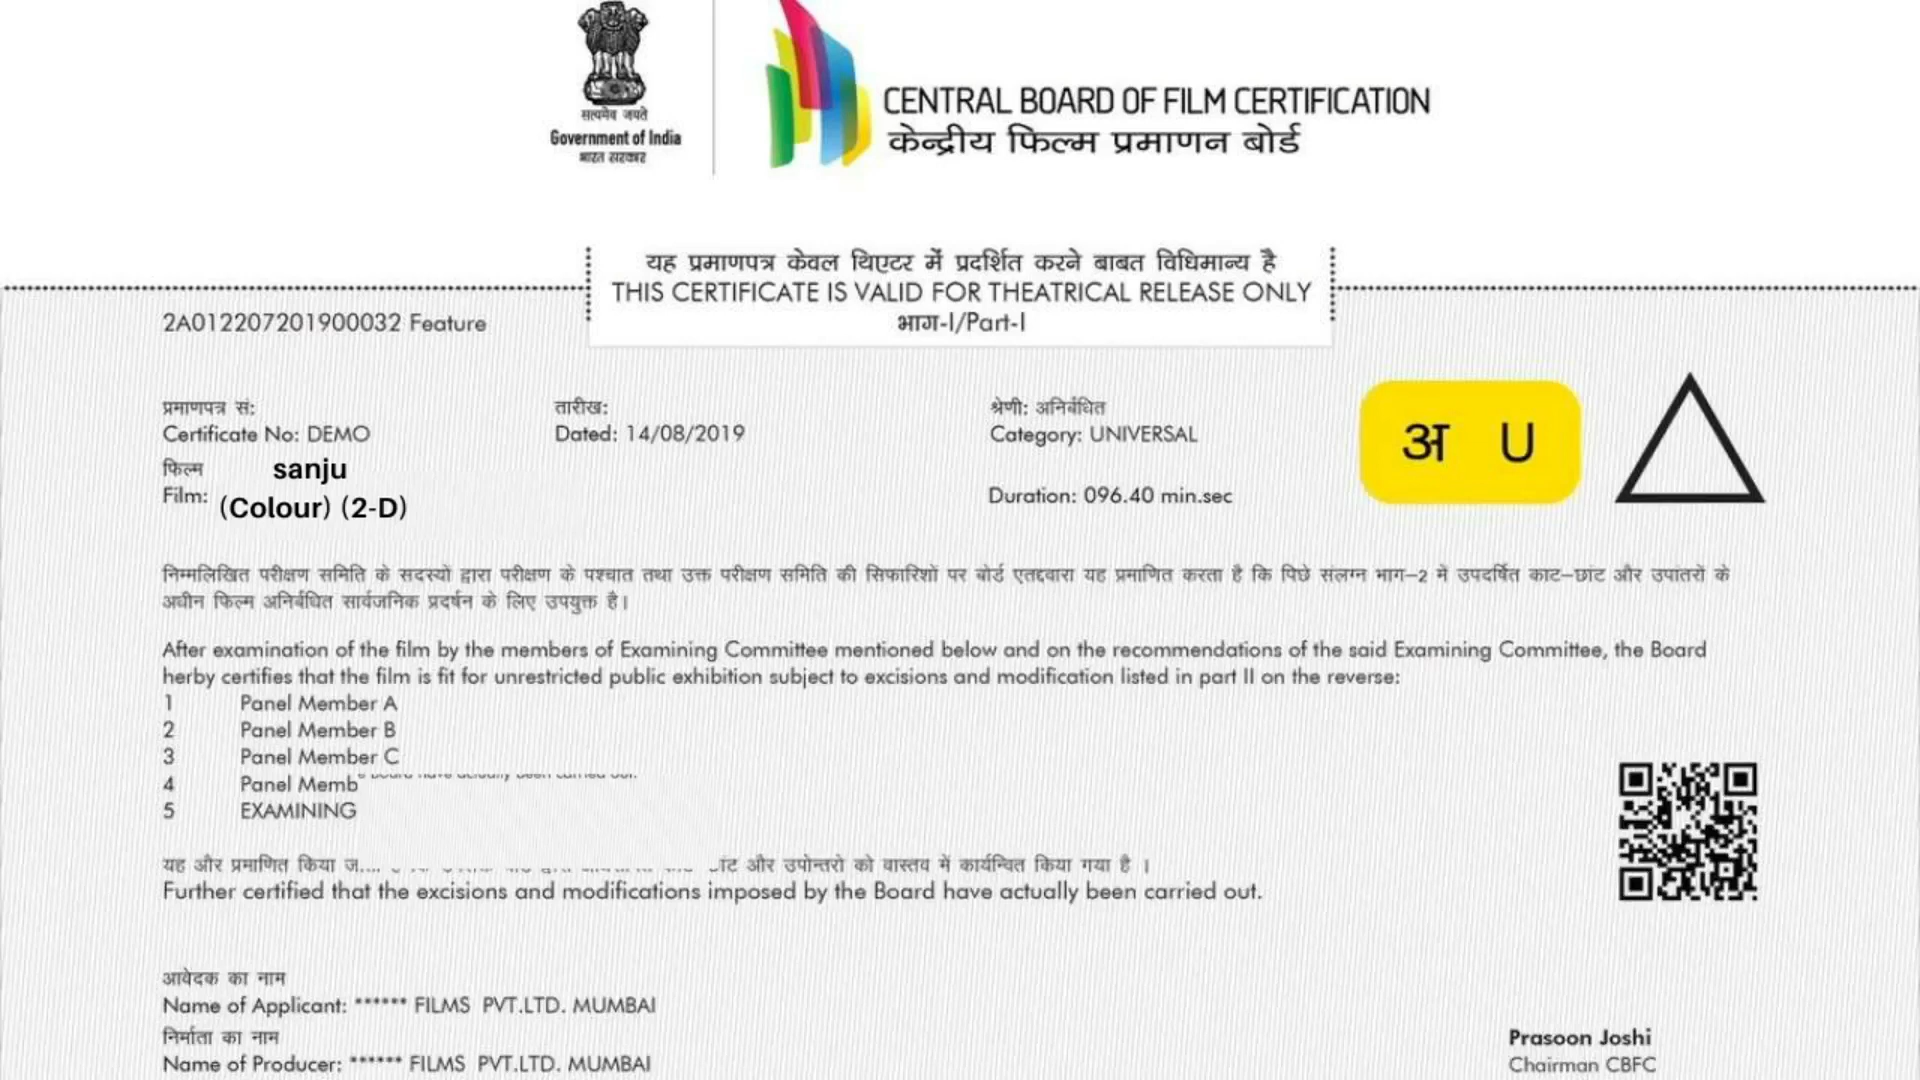 सत्यमेव जयते
Government of India
भारत सरकार
CENTRAL BOARD OF FILM CERTIFICATION
केन्द्रीय फिल्म प्रमाणन बोर्ड
यह प्रमाणपत्र केवल थिएटर में प्रदर्शित करने बाबत विधिमान्य है
THIS CERTIFICATE IS VALID FOR THEATRICAL RELEASE ONLY
भाग-I/Part-I
2A012207201900032 Feature
प्रमाणपत्र सं: तारीख: श्रेणी: अनिर्बंधित
Certificate No: DEMO Dated: 14/08/2019 Category: UNIVERSAL
अ U
फिल्म sanju
Film: (Colour) (2-D) Duration: 096.40 min.sec
निम्मलिखित परीक्षण समिति के सदस्यों द्वारा परीक्षण के पश्चात तथा उक्त परीक्षण समिति की सिफारिशों पर बोर्ड एतद्दवारा यह प्रमाणित करता है कि पिछे संलग्न भाग–2 में उपदर्षित काट–छांट और उपांतरों के
अधीन फिल्म अनिर्बंधित सार्वजनिक प्रदर्षन के लिए उपयुक्त है।
After examination of the film by the members of Examining Committee mentioned below and on the recommendations of the said Examining Committee, the Board
herby certifies that the film is fit for unrestricted public exhibition subject to excisions and modification listed in part II on the reverse:
1 Panel Member A
2 Panel Member B
3 Panel Member C
4 Panel Memb
5 EXAMINING
यह और प्रमाणित किया और उपोन्तरो को वास्तव में कार्यन्वित किया गया है ।
Further certified that the excisions and modifications imposed by the Board have actually been carried out.
आवेदक का नाम
Name of Applicant: ****** FILMS PVT.LTD. MUMBAI
निर्माता का नाम
Name of Producer: ****** FILMS PVT.LTD. MUMBAI
Prasoon Joshi
Chairman CBFC